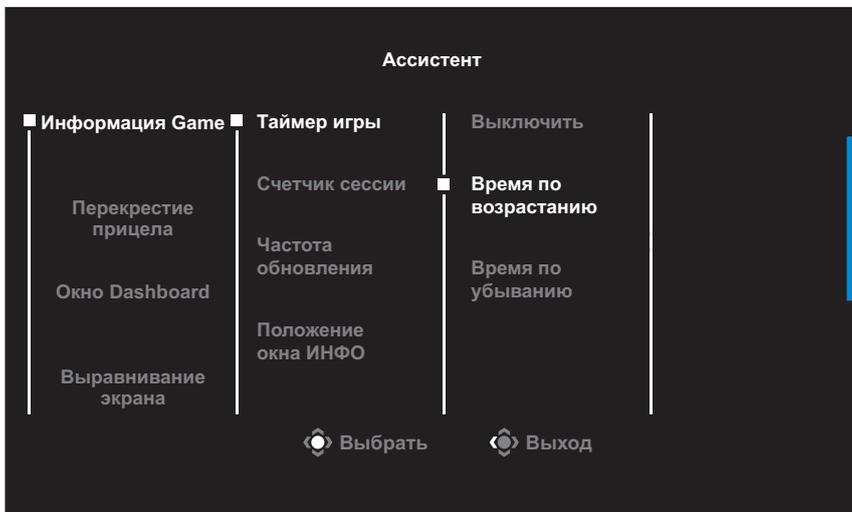 Ассистент
Информация Game
Перекрестие
прицела
Окно Dashboard
Выравнивание
экрана
Таймер игры
Счетчик сессии
Частота
обновления
Положение
окна ИНФО
Выключить
Время по
возрастанию
Время по
убыванию
Выбрать
Выход